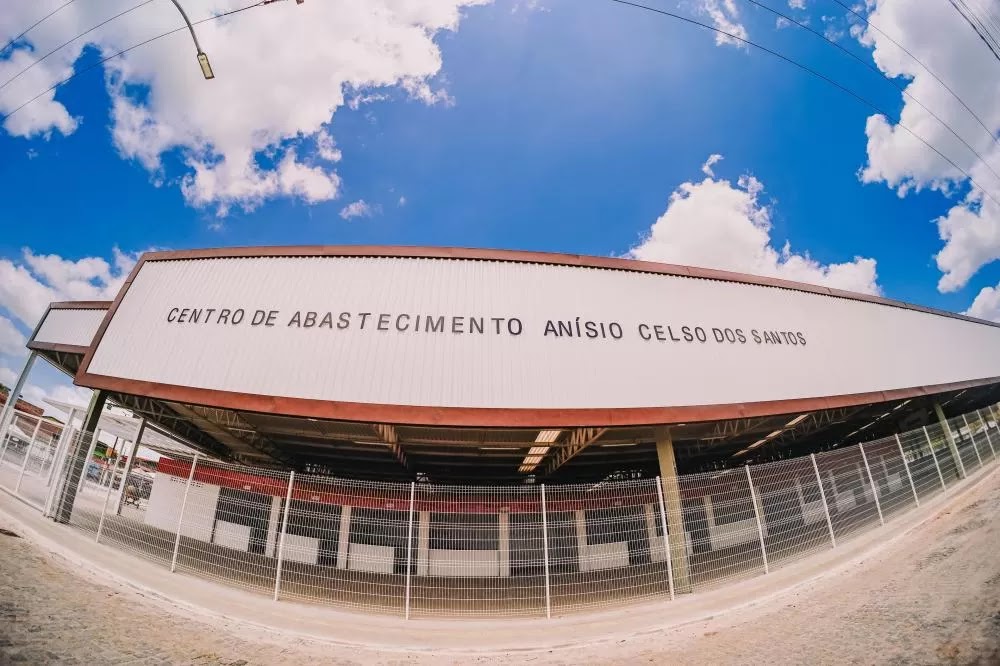 CENTRO DE ABASTECIMENTO ANÍSIO CELSO DOS SANTOS